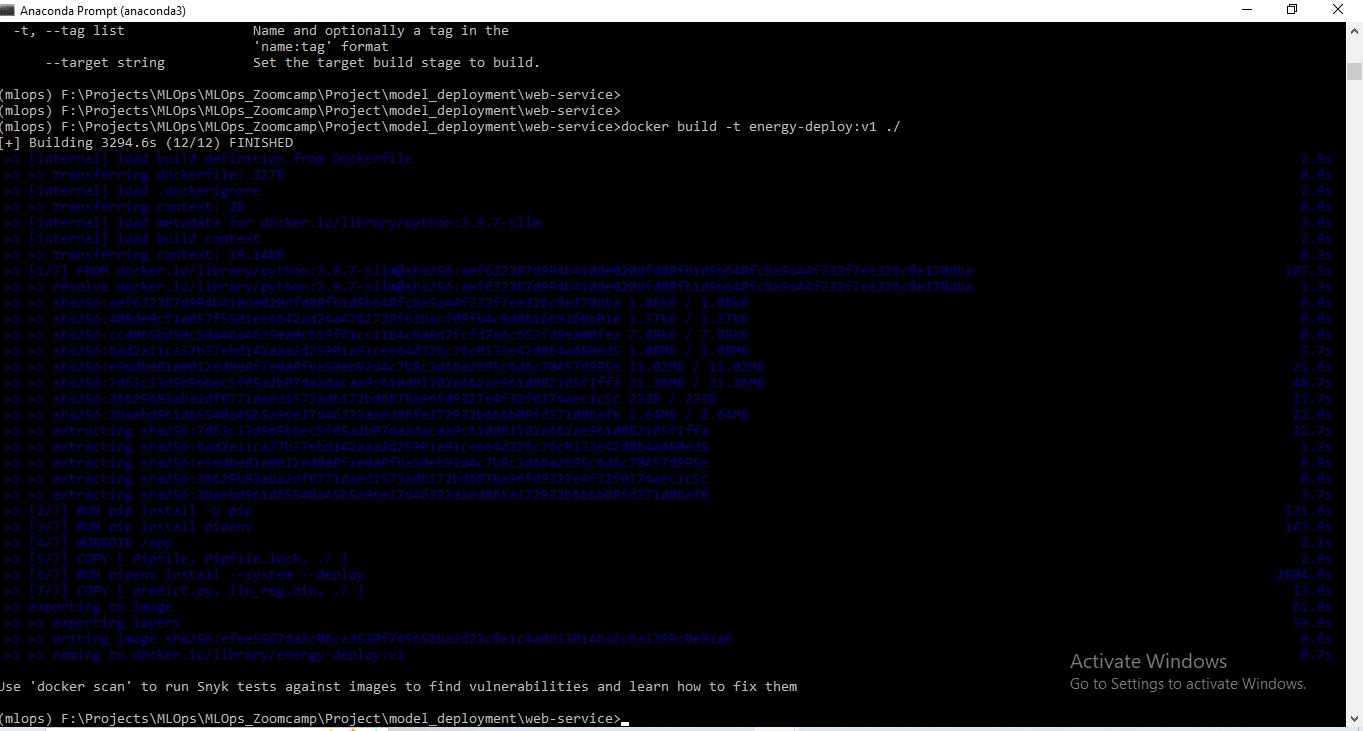 Anaconda Prompt (anaconda3)
-t, --tag list Name and optionally a tag in the
'name:tag' format
--target string Set the target build stage to build.
(mlops) F:\Projects\MLOps\MLOps_Zoomcamp\Project\model_deployment\web-service>
(mlops) F:\Projects\MLOps\MLOps_Zoomcamp\Project\model_deployment\web-service>
(mlops) F:\Projects\MLOps\MLOps_Zoomcamp\Project\model_deployment\web-service>docker build -t energy-deploy:v1 ./
[+] Building 3294.6s (12/12) FINISHED
=> [internal] load build definition from Dockerfile 2.5s
=> => transferring dockerfile: 327B 0.0s
=> [internal] load .dockerignore 2.9s
=> => transferring context: 2B 0.0s
=> [internal] load metadata for docker.io/library/python:3.9.7-slim 3.0s
=> [internal] load build context 2.9s
=> => transferring context: 19.14kB 0.3s
=> [1/7] FROM docker.io/library/python:3.9.7-slim@sha256:aef632387d994b410de020dfd08fb1d9b648fc8a5a44f332f7ee326c8e170dba 107.5s
=> => resolve docker.io/library/python:3.9.7-slim@sha256:aef632387d994b410de020dfd08fb1d9b648fc8a5a44f332f7ee326c8e170dba 1.3s
=> => sha256:aef632387d994b410de020dfd08fb1d9b648fc8a5a44f332f7ee326c8e170dba 1.86kB / 1.86kB 0.0s
=> => 1.37kB / 1.37kB 0.0s
=> => 7.88kB / 7.88kB 0.0s
=> => sha256:6ad2a11ca37b37ebd142aaa2d25901a91cee64d326c76c0133e42d864a680ed5 1.08MB / 1.08MB 5.7s
=> => sha256:e9edbe81a0012ed0e8f2e0a8fba50eb92d4c7b8c3d66a2695c6d6c70457d995e 11.02MB / 11.02MB 21.6s
=> => sha256:7d63c13d9b9b6ec5f05a2b07daadacaa9c610d01102a662ae9b1d082105f1ffa 31.36MB / 31.36MB 48.7s
=> => sha256:36629b83aba2df8771daed1573adb172bd6878a96fd9327e4f32f0174aec1c5c 233B / 233B 11.7s
=> => sha256:3baebd9b1d65540a45b5a96e17d46323aaed86fa172932b6bbb08fd371d06af8 2.64MB / 2.64MB 22.0s
=> => extracting sha256:7d63c13d9b9b6ec5f05a2b07daadacaa9c610d01102a662ae9b1d082105f1ffa 22.7s
=> => extracting sha256:6ad2a11ca37b37ebd142aaa2d25901a91cee64d326c76c0133e42d864a680ed5 1.2s
=> => extracting sha256:e9edbe81a0012ed0e8f2e0a8fba50eb92d4c7b8c3d66a2695c6d6c70457d995e 8.8s
=> => extracting sha256:36629b83aba2df8771daed1573adb172bd6878a96fd9327e4f32f0174aec1c5c 0.0s
=> => extracting sha256:3baebd9b1d65540a45b5a96e17d46323aaed86fa172932b6bbb08fd371d06af8 3.7s
=> [2/7] RUN pip install -U pip 131.6s
=> [3/7] RUN pip install pipenv 143.9s
=> [4/7] WORKDIR /app 2.1s
=> [5/7] COPY [ Pipfile, Pipfile.lock, ./ ] 2.9s
=> [6/7] RUN pipenv install --system --deploy 2804.6s
=> [7/7] COPY [ predict.py, lin_reg.bin, ./ ] 13.0s
=> exporting to image 61.9s
=> => exporting layers 59.9s
=> => writing image sha256:efee5567daac06ca3530f749b58ba2d23c8e1c4a0d130146a6c6a1399c0e92a0 0.6s
=> => naming to docker.io/library/energy-deploy:v1 0.7s
Use 'docker scan' to run Snyk tests against images to find vulnerabilities and learn how to fix them
(mlops) F:\Projects\MLOps\MLOps_Zoomcamp\Project\model_deployment\web-service>
Activate Windows
Go to Settings to activate Windows.